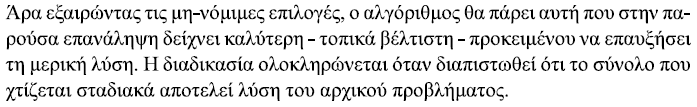 Άρα εξαιρώντας τις μη-νόμιμες επιλογές, ο αλγόριθμος θα πάρει αυτή που στην πα-
ρούσα επανάληψη δείχνει καλύτερη - τοπικά βέλτιστη - προκειμένου να επαυξήσει
τη μερική λύση. Η διαδικασία ολοκληρώνεται όταν διαπιστωθεί ότι το σύνολο που
χτίζεται σταδιακά αποτελεί λύση του αρχικού προβλήματος.